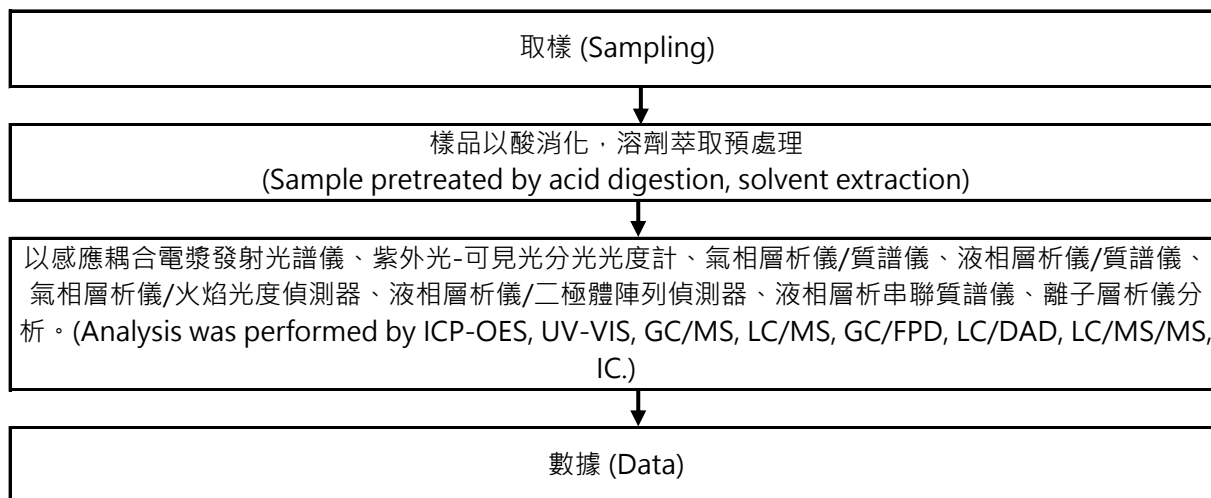 取樣 (Sampling)
樣品以酸消化，溶劑萃取預處理
(Sample pretreated by acid digestion, solvent extraction)
以感應耦合電漿發射光譜儀、紫外光-可見光分光光度計、氣相層析儀/質譜儀、液相層析儀/質譜儀、
氣相層析儀/火焰光度偵測器、液相層析儀/二極體陣列偵測器、液相層析串聯質譜儀、離子層析儀分
析。(Analysis was performed by ICP-OES, UV-VIS, GC/MS, LC/MS, GC/FPD, LC/DAD, LC/MS/MS,
IC.)
數據 (Data)